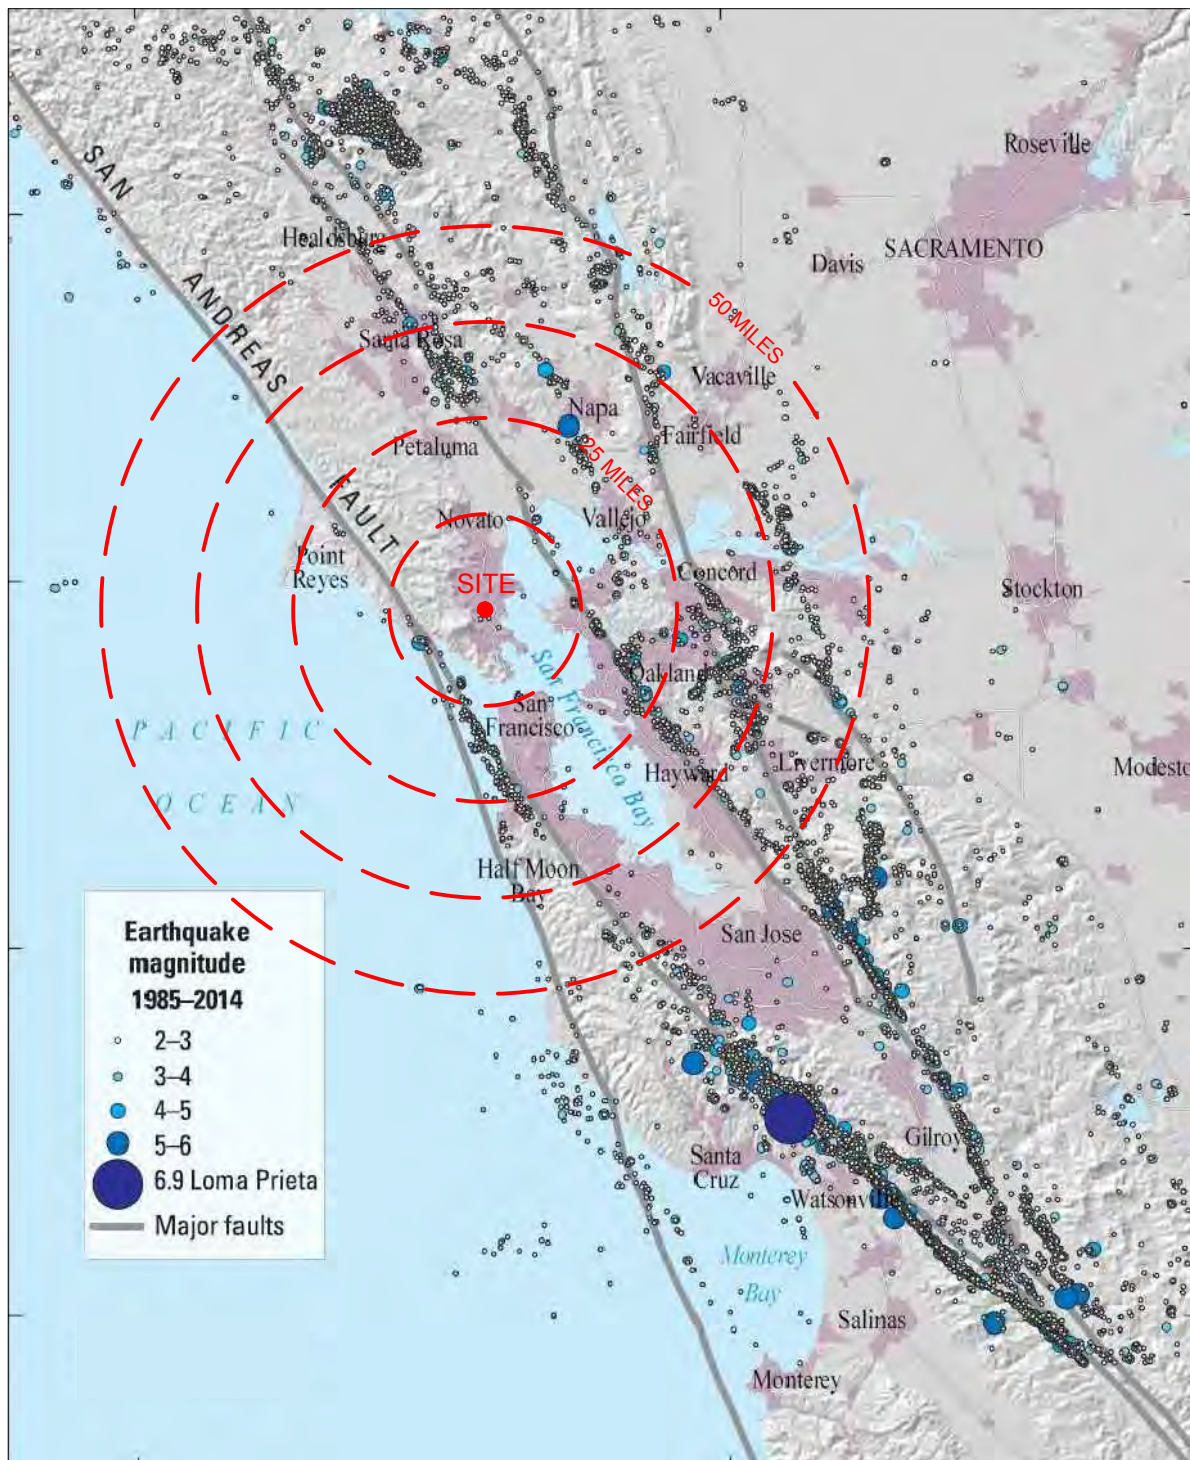 Roseville
SAN
ANDREAS
FAULT
Healdsburg
SACRAMENTO
Davis
50 MILES
Santa Rosa
Vacaville
Napa
Petaluma
Fairfield
25 MILES
Novato
Vallejo
Point
Reyes
SITE
Concord
Stockton
San Francisco Bay
Oakland
San
Francisco
PACIFIC
OCEAN
Hayward
Livermore
Modesto
Half Moon
Bay
San Jose
Earthquake
magnitude
1985–2014
2–3
3–4
4–5
5–6
6.9 Loma Prieta
Major faults
Gilroy
Santa
Cruz
Watsonville
Monterey
Bay
Salinas
Monterey